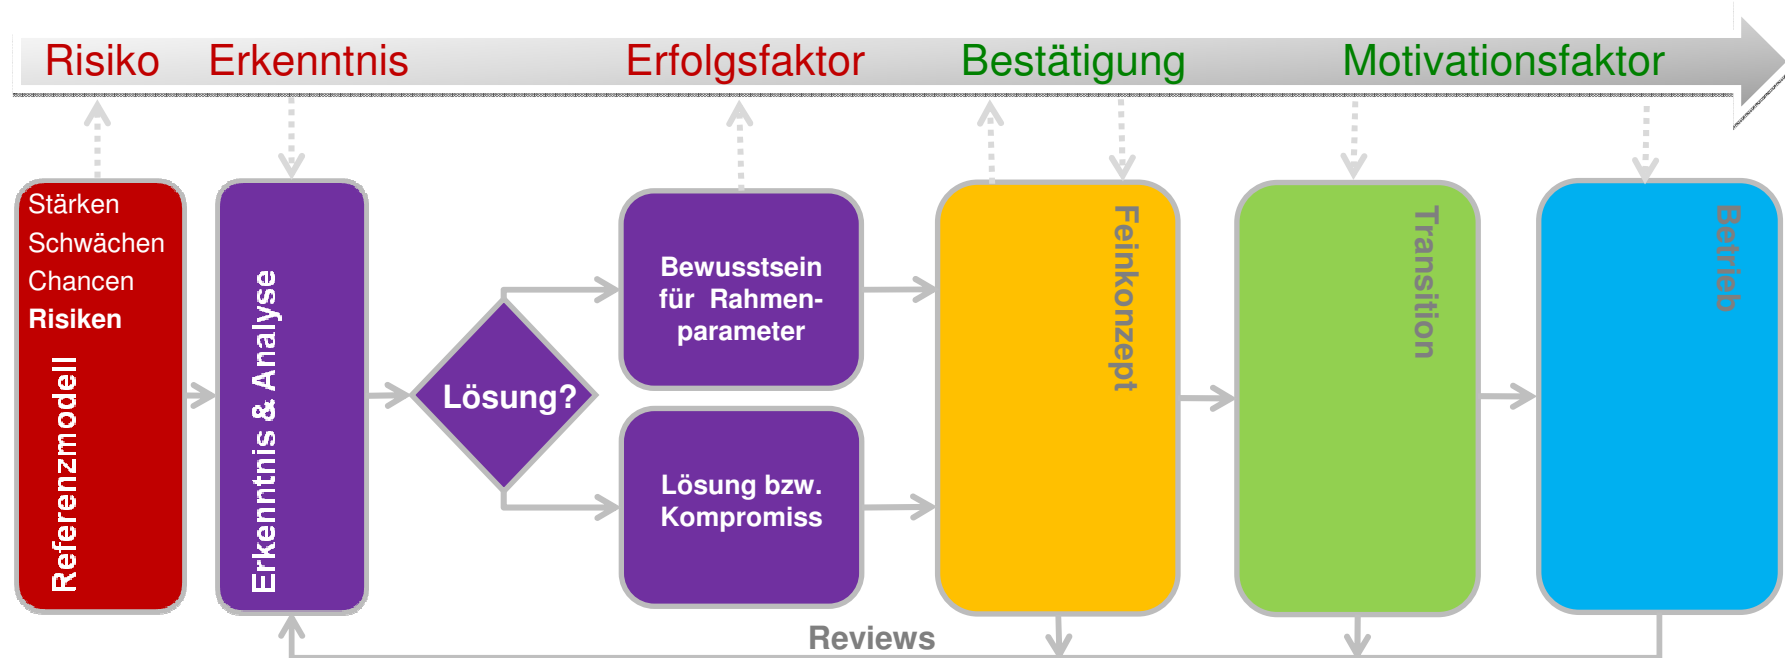 Risiko
Erkenntnis
Erfolgsfaktor
Bestätigung
Motivationsfaktor
Stärken
Schwächen
Chancen
Risiken
Referenzmodell
Erkenntnis & Analyse
Lösung?
Bewusstsein
für Rahmen-
parameter
Lösung bzw.
Kompromiss
Feinkonzept
Transition
Betrieb
Reviews